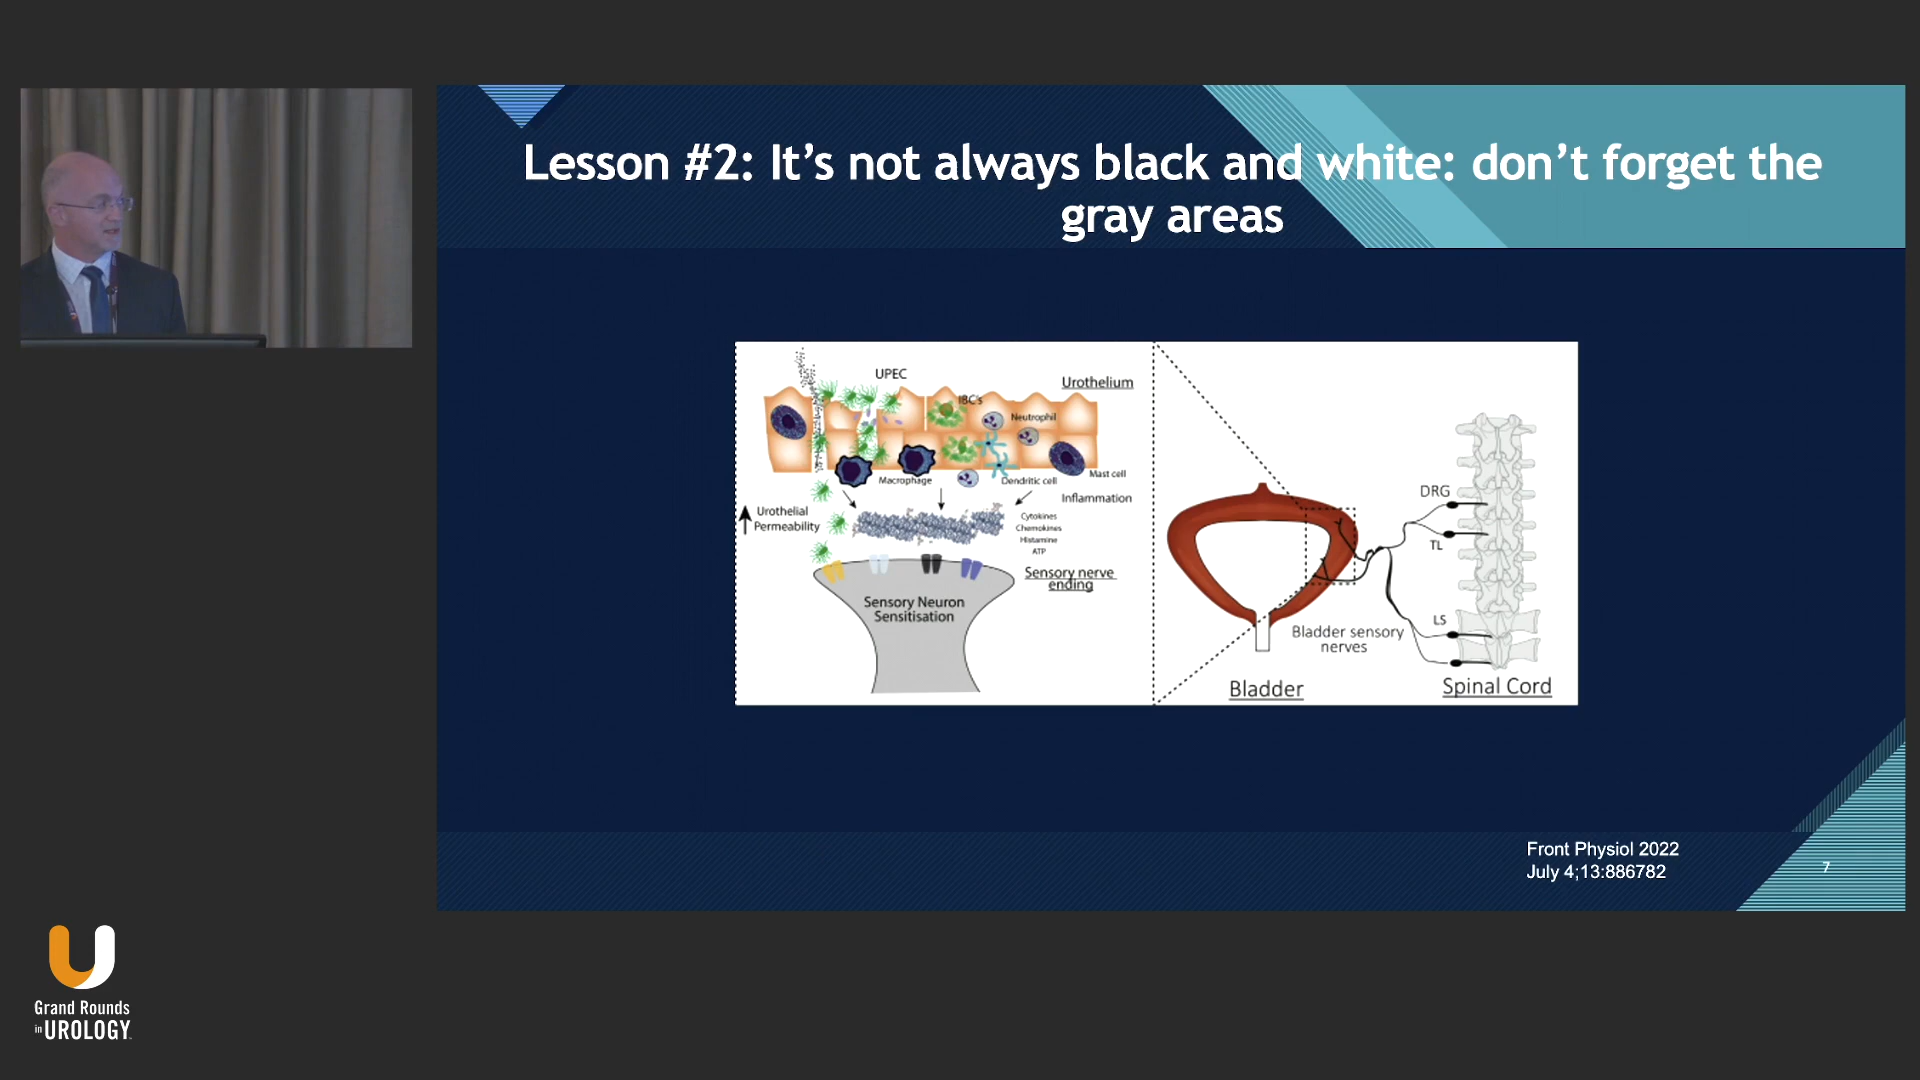 Lesson #2: It's not always black and white: don't forget the
gray areas
UPEC
Urothelium
IBC's
Neutrophil
Mast cell
Macrophage
Dendritic cell
Inflammation
Urothelial
Permeability
Cytokines
Chemokines
Histamine
ATP
Sensory nerve
ending
Sensory Neuron
Sensitisation
DRG
TL
LS
Bladder sensory
nerves
Bladder
Spinal Cord
Front Physiol 2022
July 4;13:886782
7
Grand Rounds
in UROLOGY